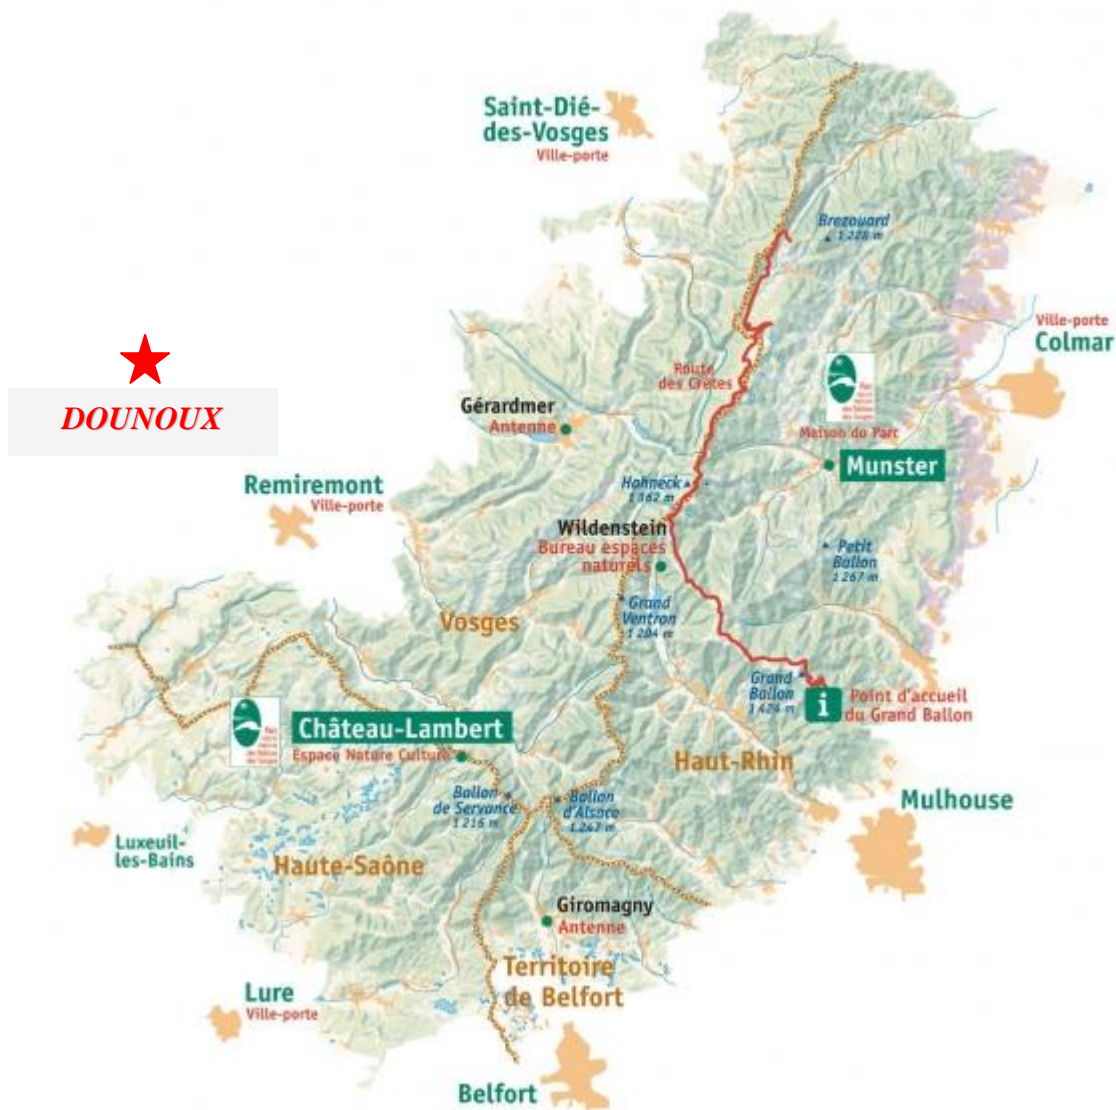 Saint-Dié-
des-Vosges
Ville-porte
Brezouard
1 228 m
Ville-porte
Colmar
DOUNOUX
Route
des Crêtes
Gérardmer
Antenne
Maison du Parc
Munster
Remiremont
Ville-porte
Hohneck
1 362 m
Wildenstein
Bureau espaces
naturels
Petit
Ballon
1 267 m
Grand
Ventron
1 204 m
Vosges
Grand
Ballon
1 424 m
i
Point d'accueil
du Grand Ballon
Château-Lambert
Espace Nature Culture
Haut-Rhin
Ballon
de Servance
1 216 m
Ballon
d'Alsace
1 247 m
Mulhouse
Luxeuil-
les-Bains
Haute-Saône
Giromagny
Antenne
Territoire
de Belfort
Lure
Ville-porte
Belfort